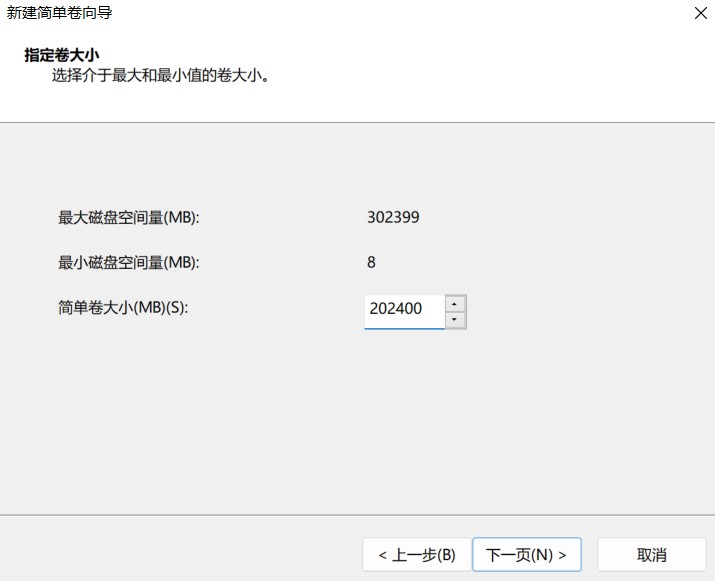 新建简单卷向导
指定卷大小
选择介于最大和最小值的卷大小。
最大磁盘空间量(MB): 302399
最小磁盘空间量(MB): 8
简单卷大小(MB)(S): 202400
< 上一步(B) 下一页(N) > 取消